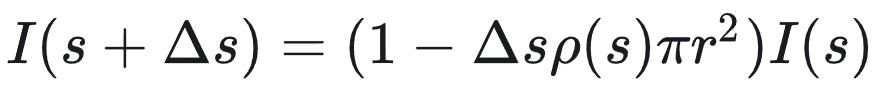 I(s + Δs) = (1 − Δsρ(s)πr²)I(s)